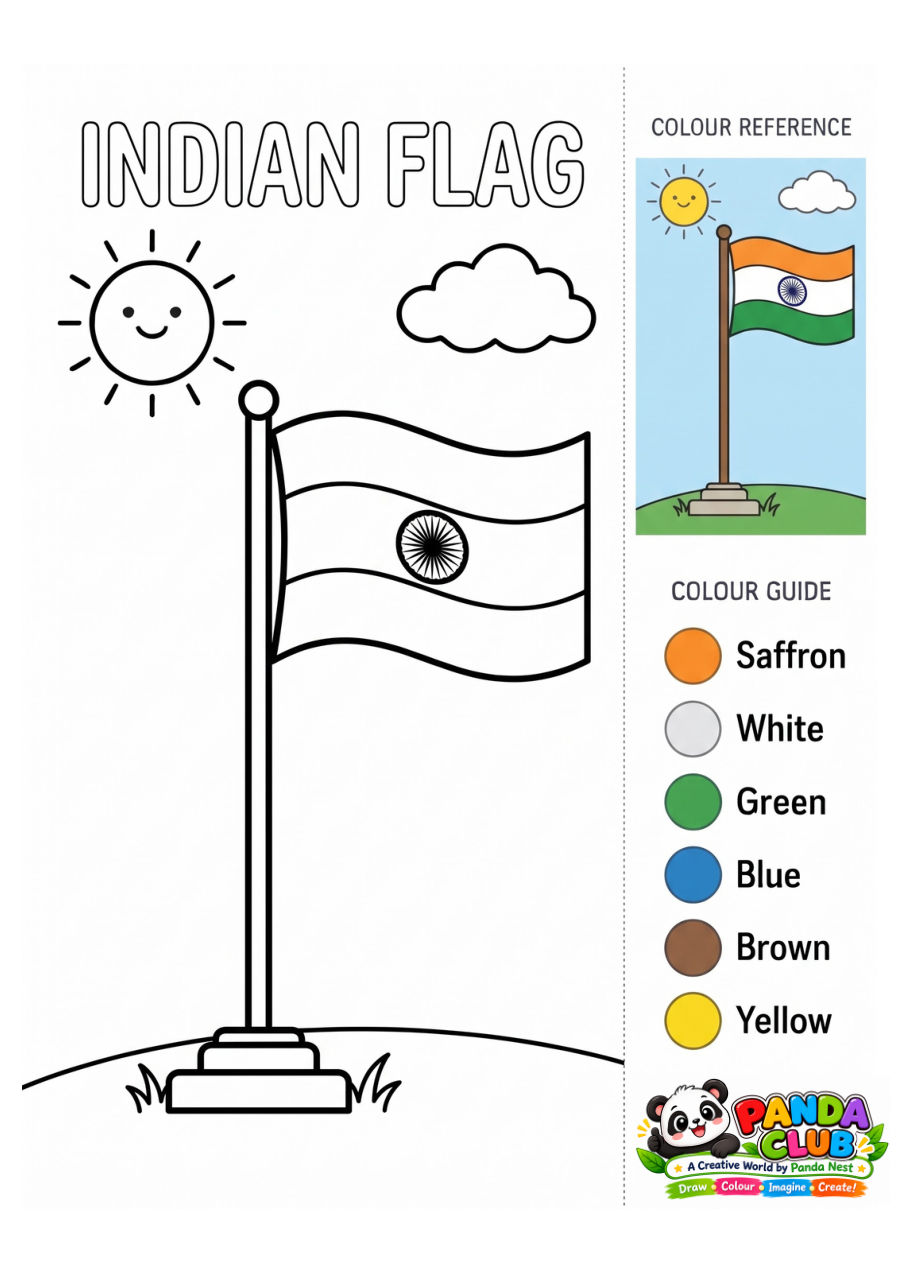 INDIAN FLAG
COLOUR REFERENCE
COLOUR GUIDE
Saffron
White
Green
Blue
Brown
Yellow
PANDA
CLUB
A Creative World by Panda Nest
Draw • Colour • Imagine • Create!